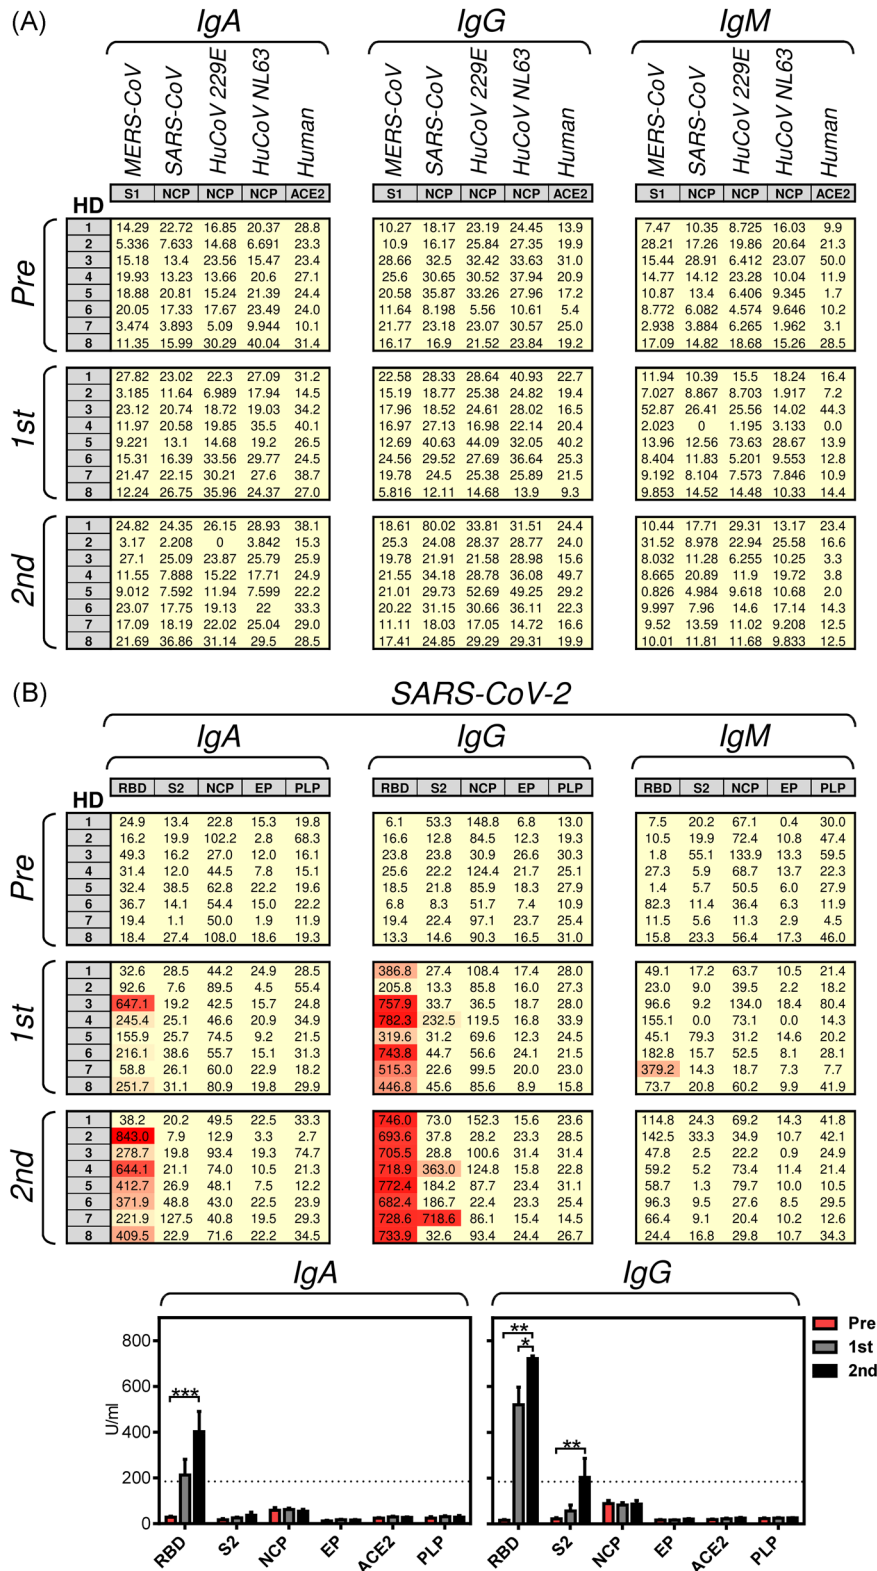 (A)
IgA IgG IgM
MERS-CoV SARS-CoV HuCoV 229E HuCoV NL63 Human MERS-CoV SARS-CoV HuCoV 229E HuCoV NL63 Human MERS-CoV SARS-CoV HuCoV 229E HuCoV NL63 Human
S1 NCP NCP NCP ACE2 S1 NCP NCP NCP ACE2 S1 NCP NCP NCP ACE2
HD
Pre
1 14.29 22.72 16.85 20.37 28.8 10.27 18.17 23.19 24.45 13.9 7.47 10.35 8.725 16.03 9.9
2 5.336 7.633 14.68 6.691 23.3 10.9 16.17 25.84 27.35 19.9 28.21 17.26 19.86 20.64 21.3
3 15.18 13.4 23.56 15.47 23.4 28.66 32.5 32.42 33.63 31.0 15.44 28.91 6.412 23.07 50.0
4 19.93 13.23 13.66 20.6 27.1 25.6 30.65 30.52 37.94 20.9 14.77 14.12 23.28 10.04 11.9
5 18.88 20.81 15.24 21.39 24.4 20.58 35.87 33.26 27.96 17.2 10.87 13.4 6.406 9.345 1.7
6 20.05 17.33 17.67 23.49 24.0 11.64 8.198 5.56 10.61 5.4 8.772 6.082 4.574 9.646 10.2
7 3.474 3.893 5.09 9.944 10.1 21.77 23.18 23.07 30.57 25.0 2.938 3.884 6.265 1.962 3.1
8 11.35 15.99 30.29 40.04 31.4 16.17 16.9 21.52 23.84 19.2 17.09 14.82 18.68 15.26 28.5
1st
1 27.82 23.02 22.3 27.09 31.2 22.58 28.33 28.64 40.93 22.7 11.94 10.39 15.5 18.24 16.4
2 3.185 11.64 6.989 17.94 14.5 15.19 18.77 25.38 24.82 19.4 7.027 8.867 8.703 1.917 7.2
3 23.12 20.74 18.72 19.03 34.2 17.96 18.52 24.61 28.02 16.5 52.87 26.41 25.56 14.02 44.3
4 11.97 20.58 19.85 35.5 40.1 16.97 27.13 16.98 22.14 20.4 2.023 0 1.195 3.133 0.0
5 9.221 13.1 14.68 19.2 26.5 12.69 40.63 44.09 32.05 40.2 13.96 12.56 73.63 28.67 13.9
6 15.31 16.39 33.56 29.77 24.5 24.56 29.52 27.69 36.64 25.3 8.404 11.83 5.201 9.553 12.8
7 21.47 22.15 30.21 27.6 38.7 19.78 24.5 25.38 25.89 21.5 9.192 8.104 7.573 7.846 10.9
8 12.24 26.75 35.96 24.37 27.0 5.816 12.11 14.68 13.9 9.3 9.853 14.52 14.48 10.33 14.4
2nd
1 24.82 24.35 26.15 28.93 38.1 18.61 80.02 33.81 31.51 24.4 10.44 17.71 29.31 13.17 23.4
2 3.17 2.208 0 3.842 15.3 25.3 24.08 28.37 28.77 24.0 31.52 8.978 22.94 25.58 16.6
3 27.1 25.09 23.87 25.79 25.9 19.78 21.91 21.58 28.98 15.6 8.032 11.28 6.255 10.25 3.3
4 11.55 7.888 15.22 17.71 24.9 21.55 34.18 28.78 36.08 49.7 8.665 20.89 11.9 19.72 3.8
5 9.012 7.592 11.94 7.599 22.2 21.01 29.73 52.69 49.25 29.2 0.826 4.984 9.618 10.68 2.0
6 23.07 17.75 19.13 22 33.3 20.22 31.15 30.66 36.11 22.3 9.997 7.96 14.6 17.14 14.3
7 17.09 18.19 22.02 25.04 29.0 11.11 18.03 17.05 14.72 16.6 9.52 13.59 11.02 9.208 12.5
8 21.69 36.86 31.14 29.5 28.5 17.41 24.85 29.29 29.31 19.9 10.01 11.81 11.68 9.833 12.5
(B)
SARS-CoV-2
IgA IgG IgM
RBD S2 NCP EP PLP RBD S2 NCP EP PLP RBD S2 NCP EP PLP
HD
Pre
1 24.9 13.4 22.8 15.3 19.8 6.1 53.3 148.8 6.8 13.0 7.5 20.2 67.1 0.4 30.0
2 16.2 19.9 102.2 2.8 68.3 16.6 12.8 84.5 12.3 19.3 10.5 19.9 72.4 10.8 47.4
3 49.3 16.2 27.0 12.0 16.1 23.8 23.8 30.9 26.6 30.3 1.8 55.1 133.9 13.3 59.5
4 31.4 12.0 44.5 7.8 15.1 25.6 22.2 124.4 21.7 25.1 27.3 5.9 68.7 13.7 22.3
5 32.4 38.5 62.8 22.2 19.6 18.5 21.8 85.9 18.3 27.9 1.4 5.7 50.5 6.0 27.9
6 36.7 14.1 54.4 15.0 22.2 6.8 8.3 51.7 7.4 10.9 82.3 11.4 36.4 6.3 11.9
7 19.4 1.1 50.0 1.9 11.9 19.4 22.4 97.1 23.7 25.4 11.5 5.6 11.3 2.9 4.5
8 18.4 27.4 108.0 18.6 19.3 13.3 14.6 90.3 16.5 31.0 15.8 23.3 56.4 17.3 46.0
1st
1 32.6 28.5 44.2 24.9 28.5 386.8 27.4 108.4 17.4 28.0 49.1 17.2 63.7 10.5 21.4
2 92.6 7.6 89.5 4.5 55.4 205.8 13.3 85.8 16.0 27.3 23.0 9.0 39.5 2.2 18.2
3 647.1 19.2 42.5 15.7 24.8 757.9 33.7 36.5 18.7 28.0 96.6 9.2 134.0 18.4 80.4
4 245.4 25.1 46.6 20.9 34.9 782.3 232.5 119.5 16.8 33.9 155.1 0.0 73.1 0.0 14.3
5 155.9 25.7 74.5 9.2 21.5 319.6 31.2 69.6 12.3 24.5 45.1 79.3 31.2 14.6 20.2
6 216.1 38.6 55.7 15.1 31.3 743.8 44.7 56.6 24.1 21.5 182.8 15.7 52.5 8.1 28.1
7 58.8 26.1 60.0 22.9 18.2 515.3 22.6 99.5 20.0 23.0 379.2 14.3 18.7 7.3 7.7
8 251.7 31.1 80.9 19.8 29.9 446.8 45.6 85.6 8.9 15.8 73.7 20.8 60.2 9.9 41.9
2nd
1 38.2 20.2 49.5 22.5 33.3 746.0 73.0 152.3 15.6 23.6 114.8 24.3 69.2 14.3 41.8
2 843.0 7.9 12.9 3.3 2.7 693.6 37.8 28.2 23.3 28.5 142.5 33.3 34.9 10.7 42.1
3 278.7 19.8 93.4 19.3 74.7 705.5 28.8 100.6 31.4 31.4 47.8 2.5 22.2 0.9 24.9
4 644.1 21.1 74.0 10.5 21.3 718.9 363.0 124.8 15.8 22.8 59.2 5.2 73.4 11.4 21.4
5 412.7 26.9 48.1 7.5 12.2 772.4 184.2 87.7 23.4 31.1 58.7 1.3 79.7 10.0 10.5
6 371.9 48.8 43.0 22.5 23.9 682.4 186.7 22.4 23.3 25.4 96.3 9.5 27.6 8.5 29.5
7 221.9 127.5 40.8 19.5 29.3 728.6 718.6 86.1 15.4 14.5 66.4 9.1 20.4 10.2 12.6
8 409.5 22.9 71.6 22.2 34.5 733.9 32.6 93.4 24.4 26.7 24.4 16.8 29.8 10.7 34.3
IgA IgG
U/ml
800
600
400
200
0
***
** 
*
**
Pre
1st
2nd
RBD S2 NCP EP ACE2 PLP RBD S2 NCP EP ACE2 PLP